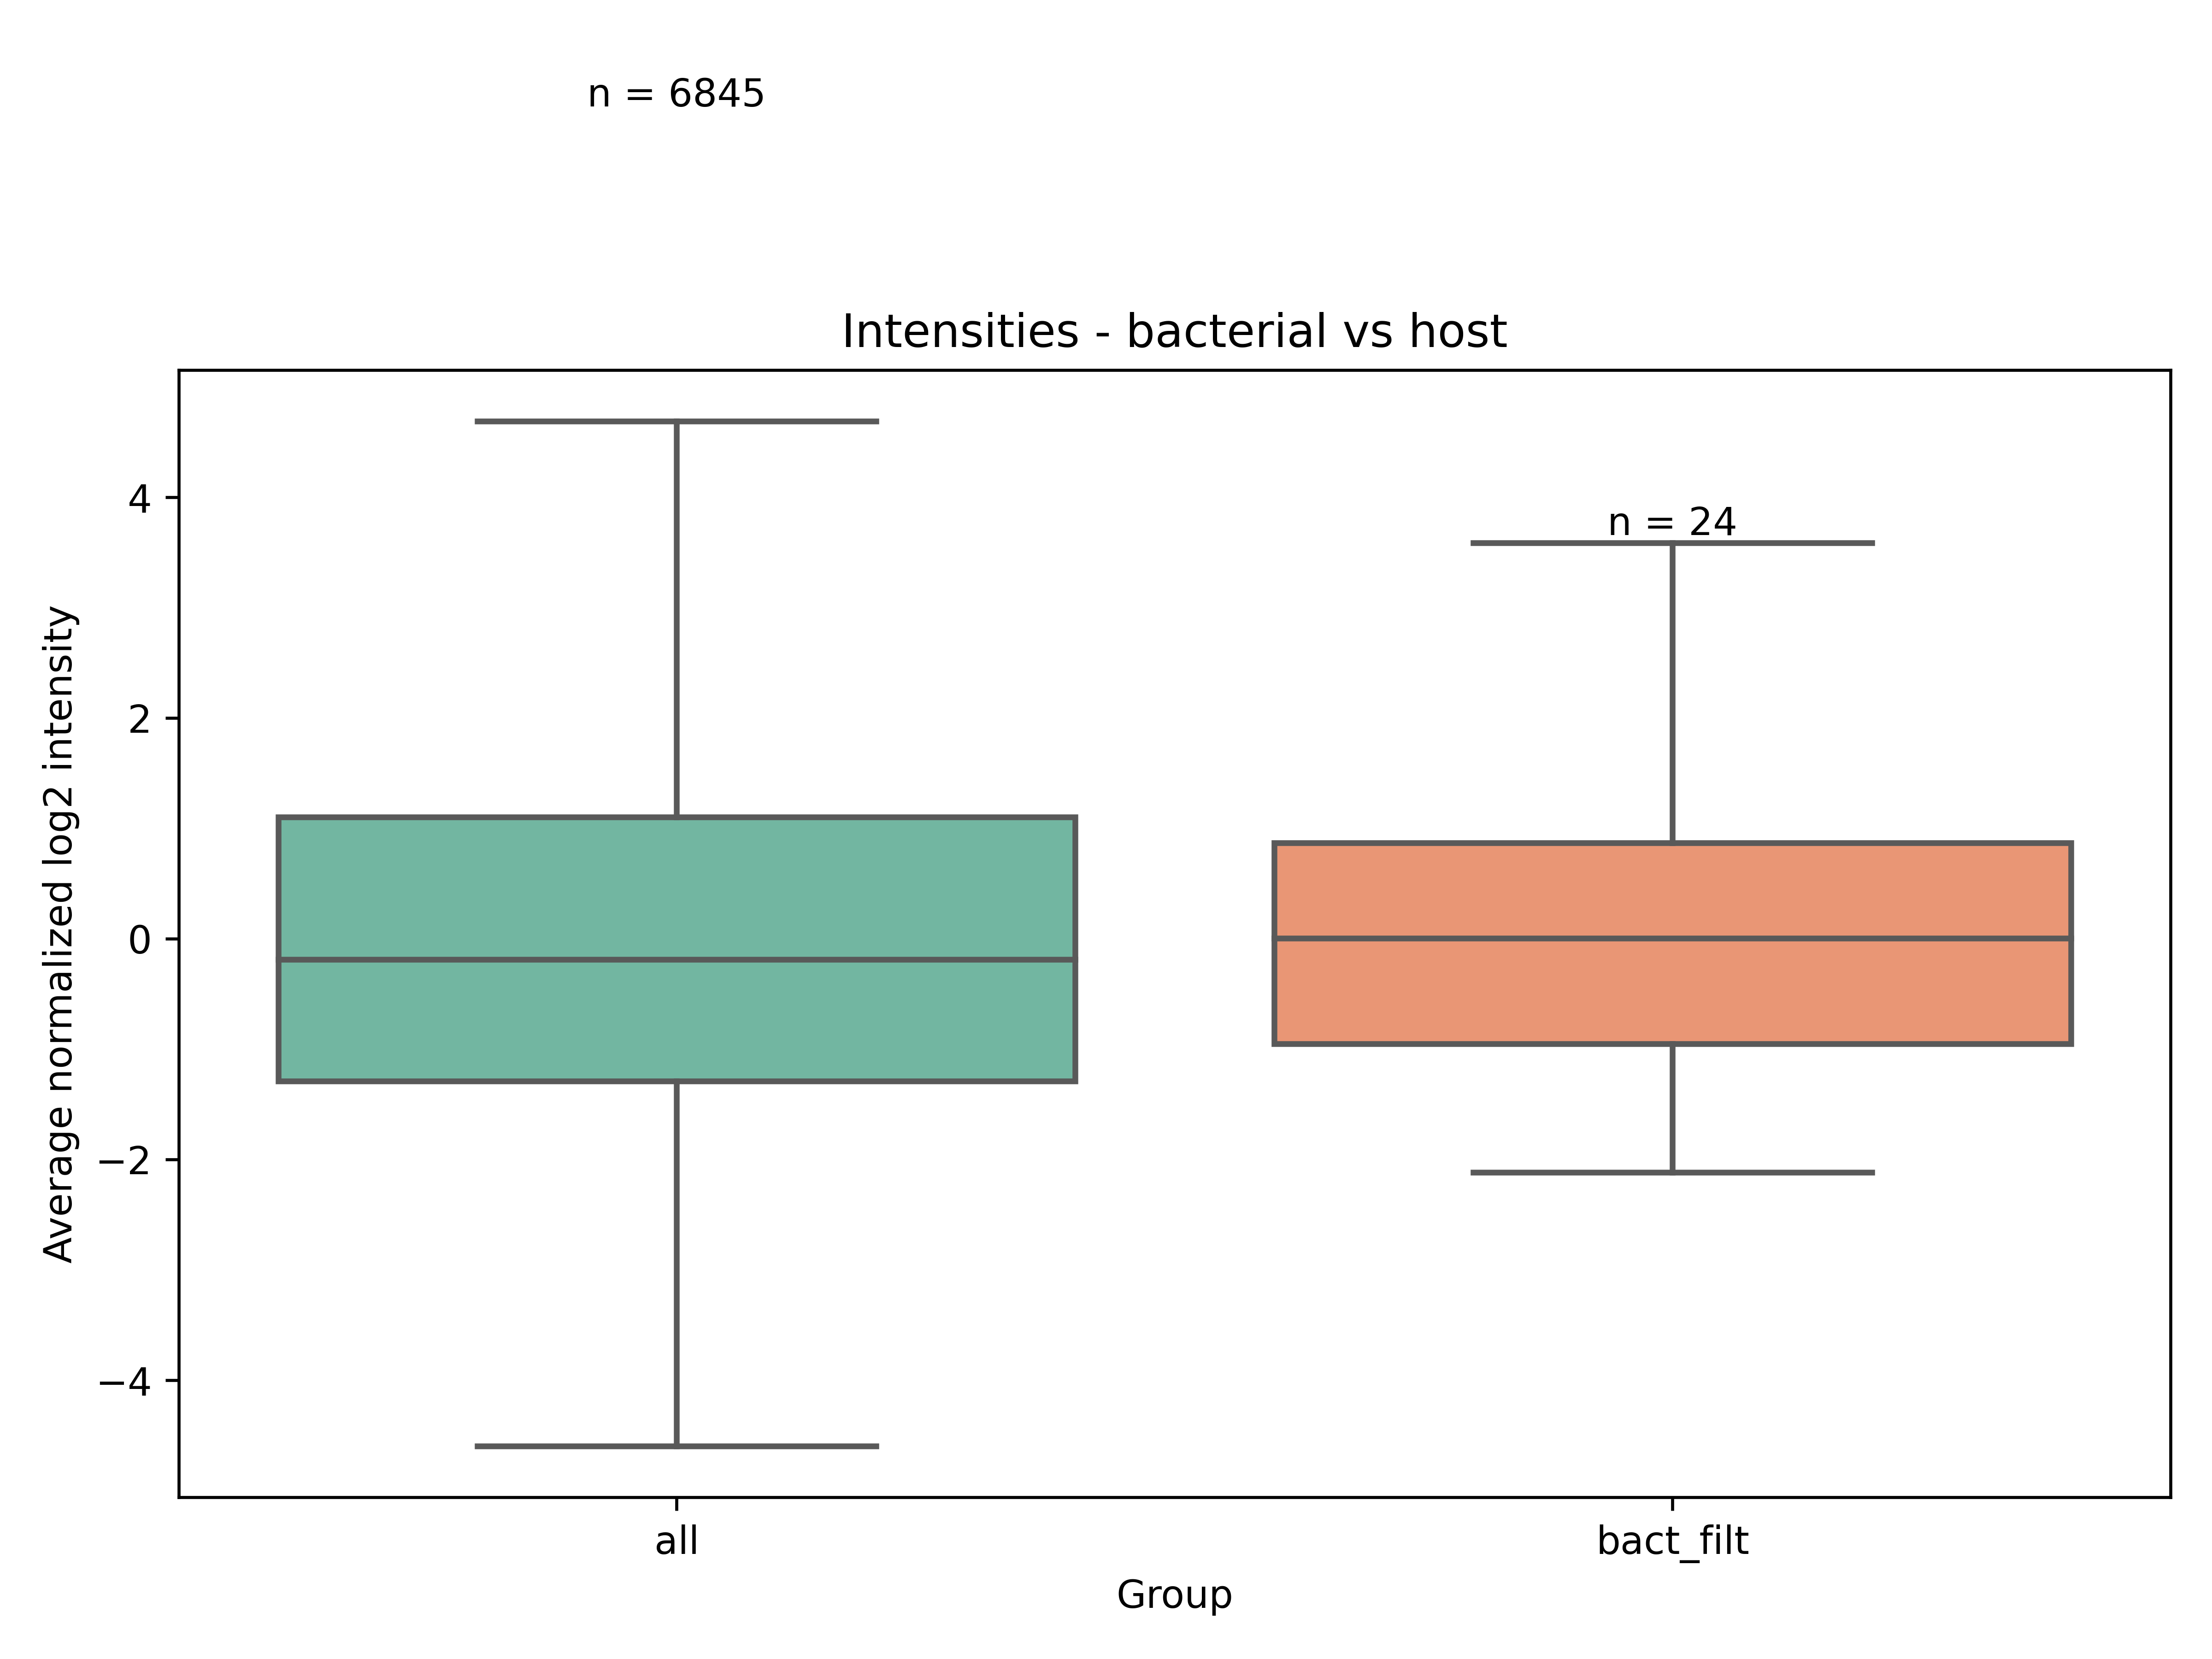 n = 6845
Intensities - bacterial vs host
n = 24
Average normalized log2 intensity
4
2
0
−2
−4
all
bact_filt
Group